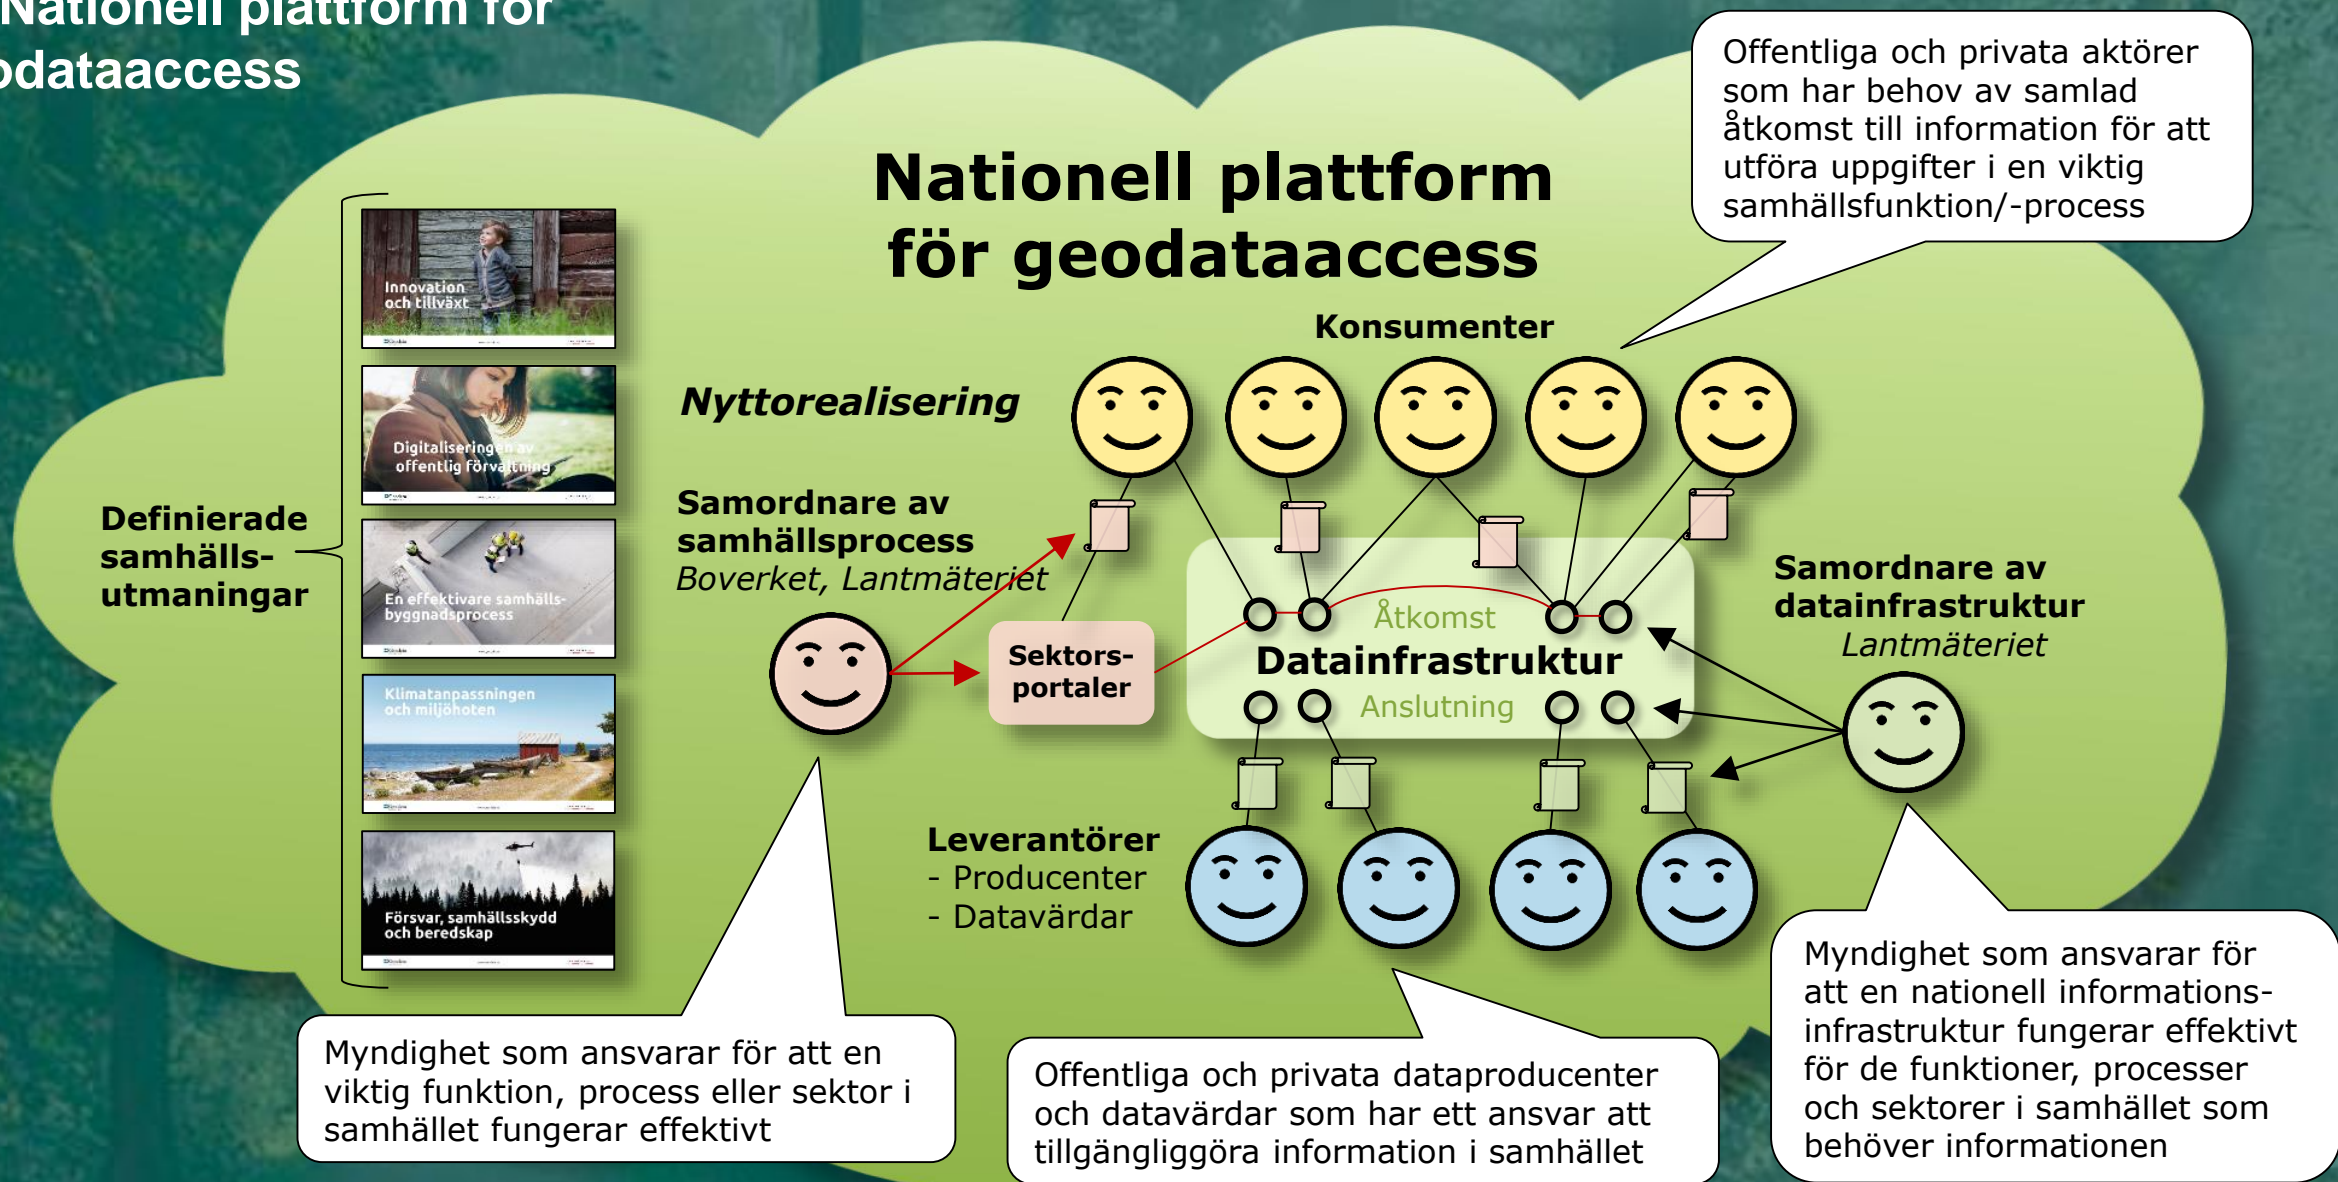 Nationell plattform för
odataaccess
Nationell plattform
för geodataaccess
Offentliga och privata aktörer
som har behov av samlad
åtkomst till information för att
utföra uppgifter i en viktig
samhällsfunktion/-process
Konsumenter
Nyttorealisering
Definierade
samhälls-
utmaningar
Innovation
och tillväxt
Digitaliseringen av
offentlig förvaltning
En effektivare samhälls-
byggnadsprocess
Klimatanpassningen
och miljöhoten
Försvar, samhällsskydd
och beredskap
Samordnare av
samhällsprocess
Boverket, Lantmäteriet
Sektors-
portaler
Åtkomst
Datainfrastruktur
Anslutning
Samordnare av
datainfrastruktur
Lantmäteriet
Leverantörer
- Producenter
- Datavärdar
Myndighet som ansvarar för att en
viktig funktion, process eller sektor i
samhället fungerar effektivt
Offentliga och privata dataproducenter
och datavärdar som har ett ansvar att
tillgängliggöra information i samhället
Myndighet som ansvarar för
att en nationell informations-
infrastruktur fungerar effektivt
för de funktioner, processer
och sektorer i samhället som
behöver informationen